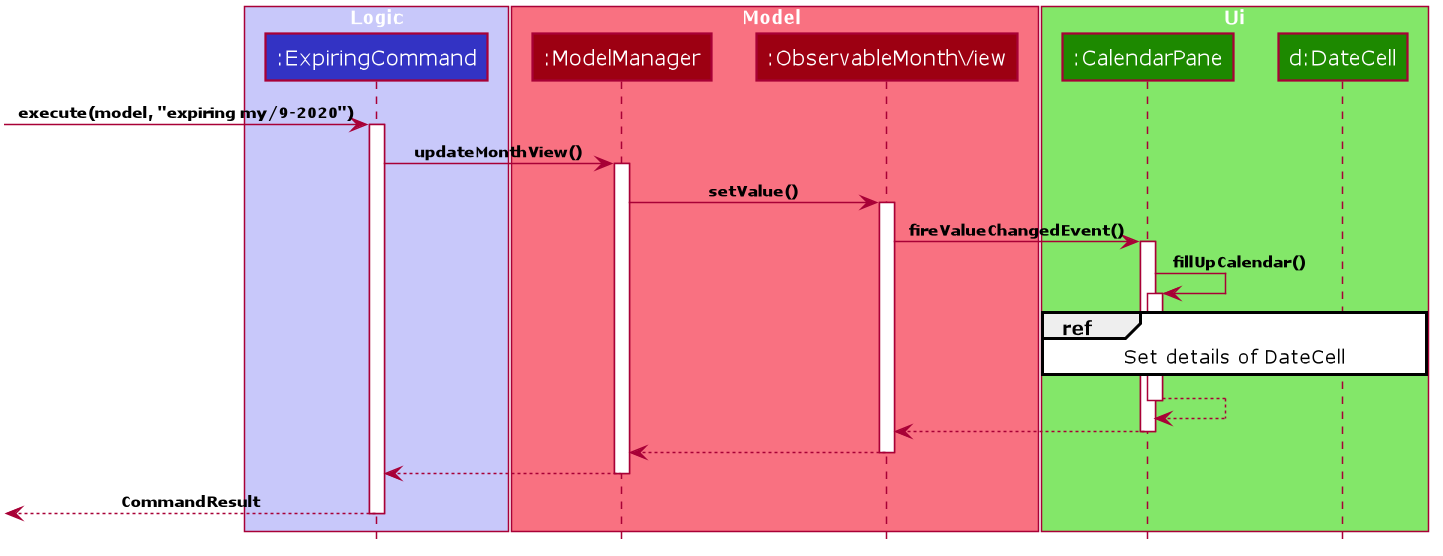 Logic
Model
Ui
:ExpiringCommand
:ModelManager
:ObservableMonthView
:CalendarPane
d:DateCell
execute(model, "expiring my/9-2020")
updateMonthView()
setValue()
fireValueChangedEvent()
fillUpCalendar()
ref
Set details of DateCell
CommandResult